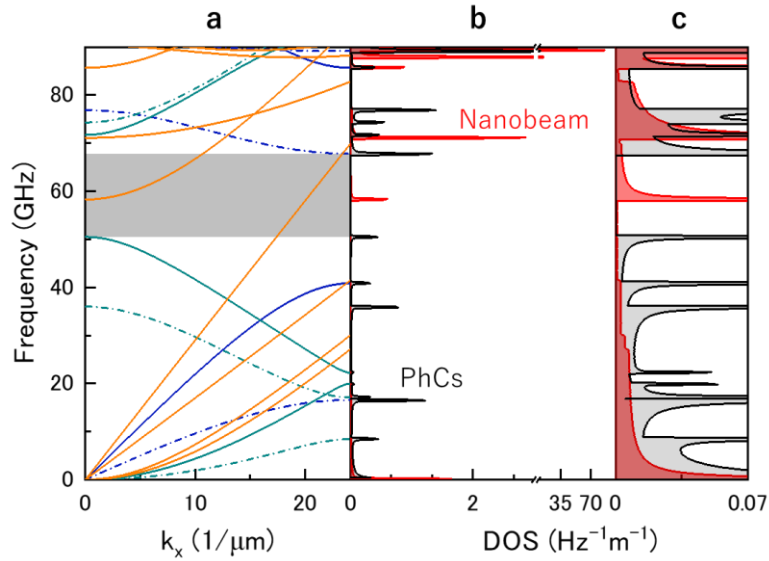 a b c
80
60
40
20
0
Frequency (GHz)
Nanobeam
PhCs
0 10 20 0 2 35 70 0 0.07
kₓ (1/μm) DOS (Hz⁻¹m⁻¹)